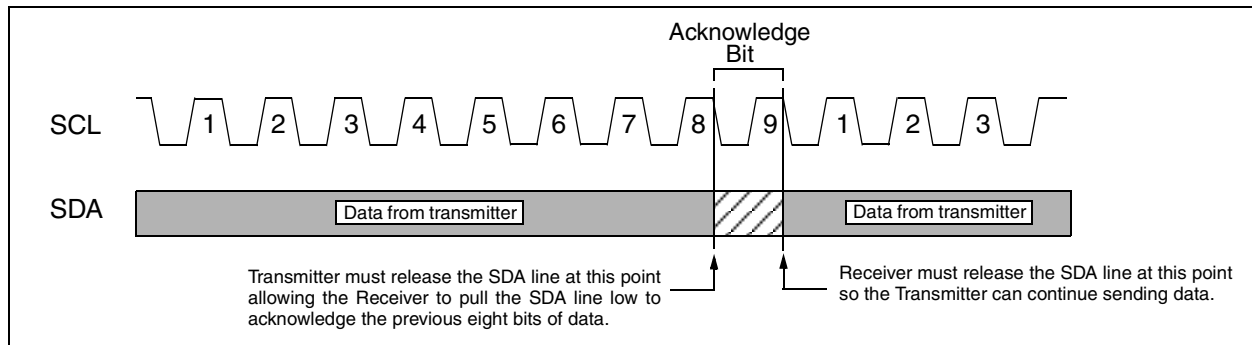 Acknowledge
Bit
SCL
1 2 3 4 5 6 7 8 9 1 2 3
SDA
Data from transmitter
Data from transmitter
Transmitter must release the SDA line at this point
allowing the Receiver to pull the SDA line low to
acknowledge the previous eight bits of data.
Receiver must release the SDA line at this point
so the Transmitter can continue sending data.